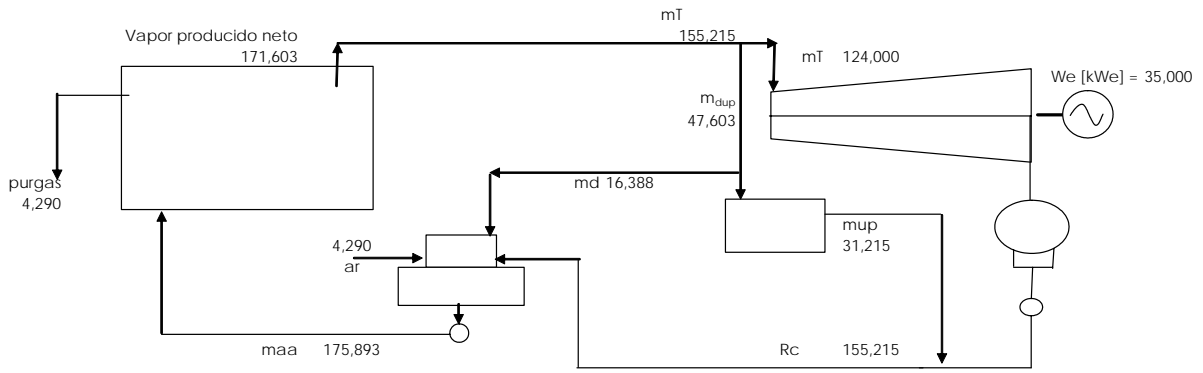 mT
155,215
Vapor producido neto
171,603
mT 124,000
We [kWe] = 35,000
m_dup
47,603
purgas
4,290
md 16,388
mup
31,215
4,290
ar
maa 175,893
Rc 155,215